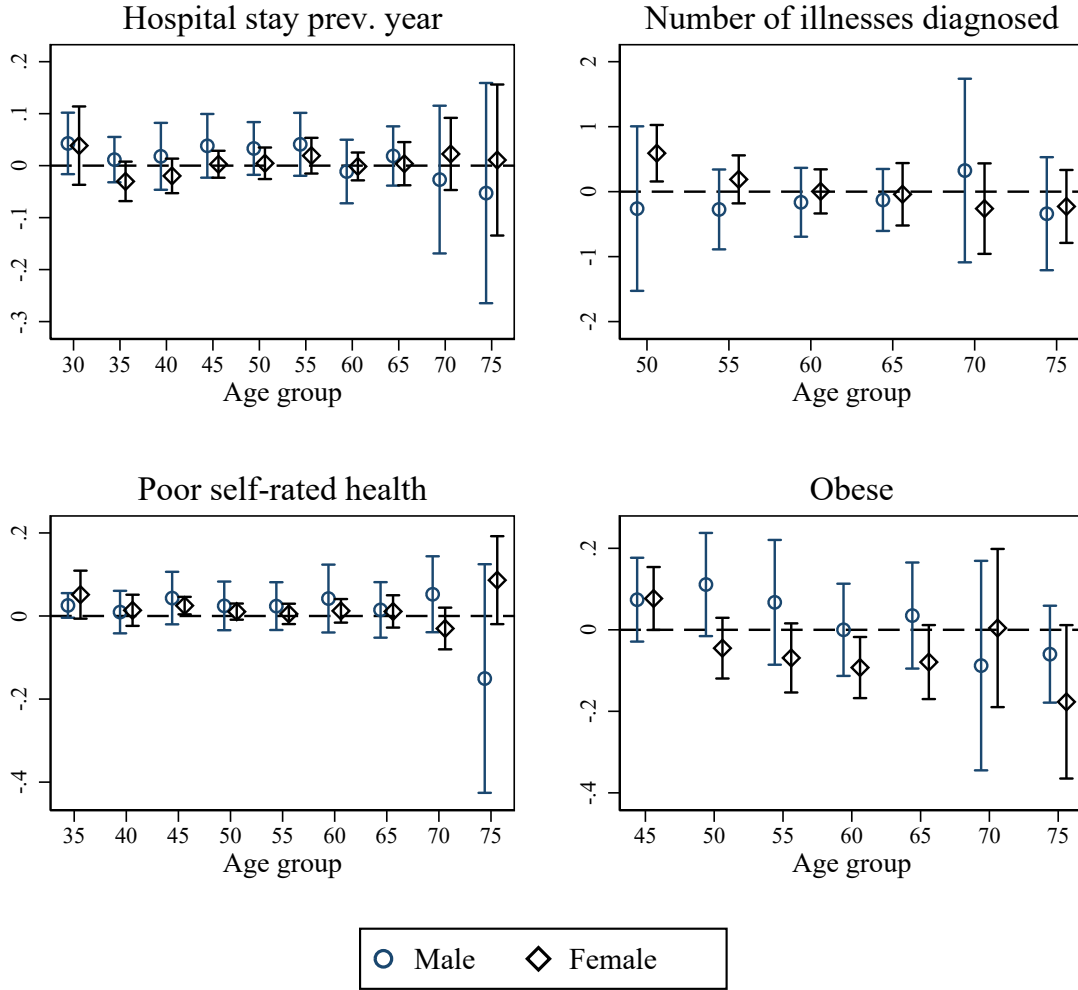 Hospital stay prev. year
.2
.1
0
-.1
-.2
-.3
30 35 40 45 50 55 60 65 70 75
Age group
Number of illnesses diagnosed
2
1
0
-1
-2
50 55 60 65 70 75
Age group
Poor self-rated health
.2
0
-.2
-.4
35 40 45 50 55 60 65 70 75
Age group
Obese
.2
0
-.2
-.4
45 50 55 60 65 70 75
Age group
Male Female